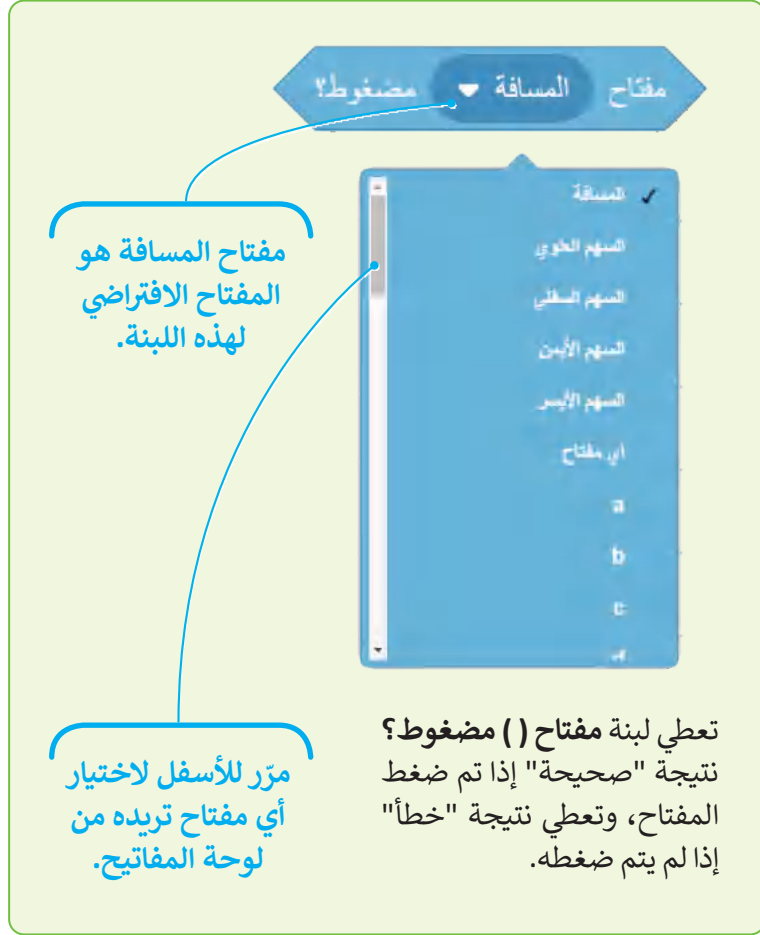 مفتاح المسافة مضغوط؟
المسافة
السهم العلوي
السهم السفلي
السهم الأيمن
السهم الأيسر
أي مفتاح
a
b
c
مفتاح المسافة هو
المفتاح الافتراضي
لهذه اللبنة.
تعطي لبنة مفتاح ( ) مضغوط؟
نتيجة "صحيحة" إذا تم ضغط
المفتاح، وتعطي نتيجة "خطأ"
إذا لم يتم ضغطه.
مرّر للأسفل لاختيار
أي مفتاح تريده من
لوحة المفاتيح.